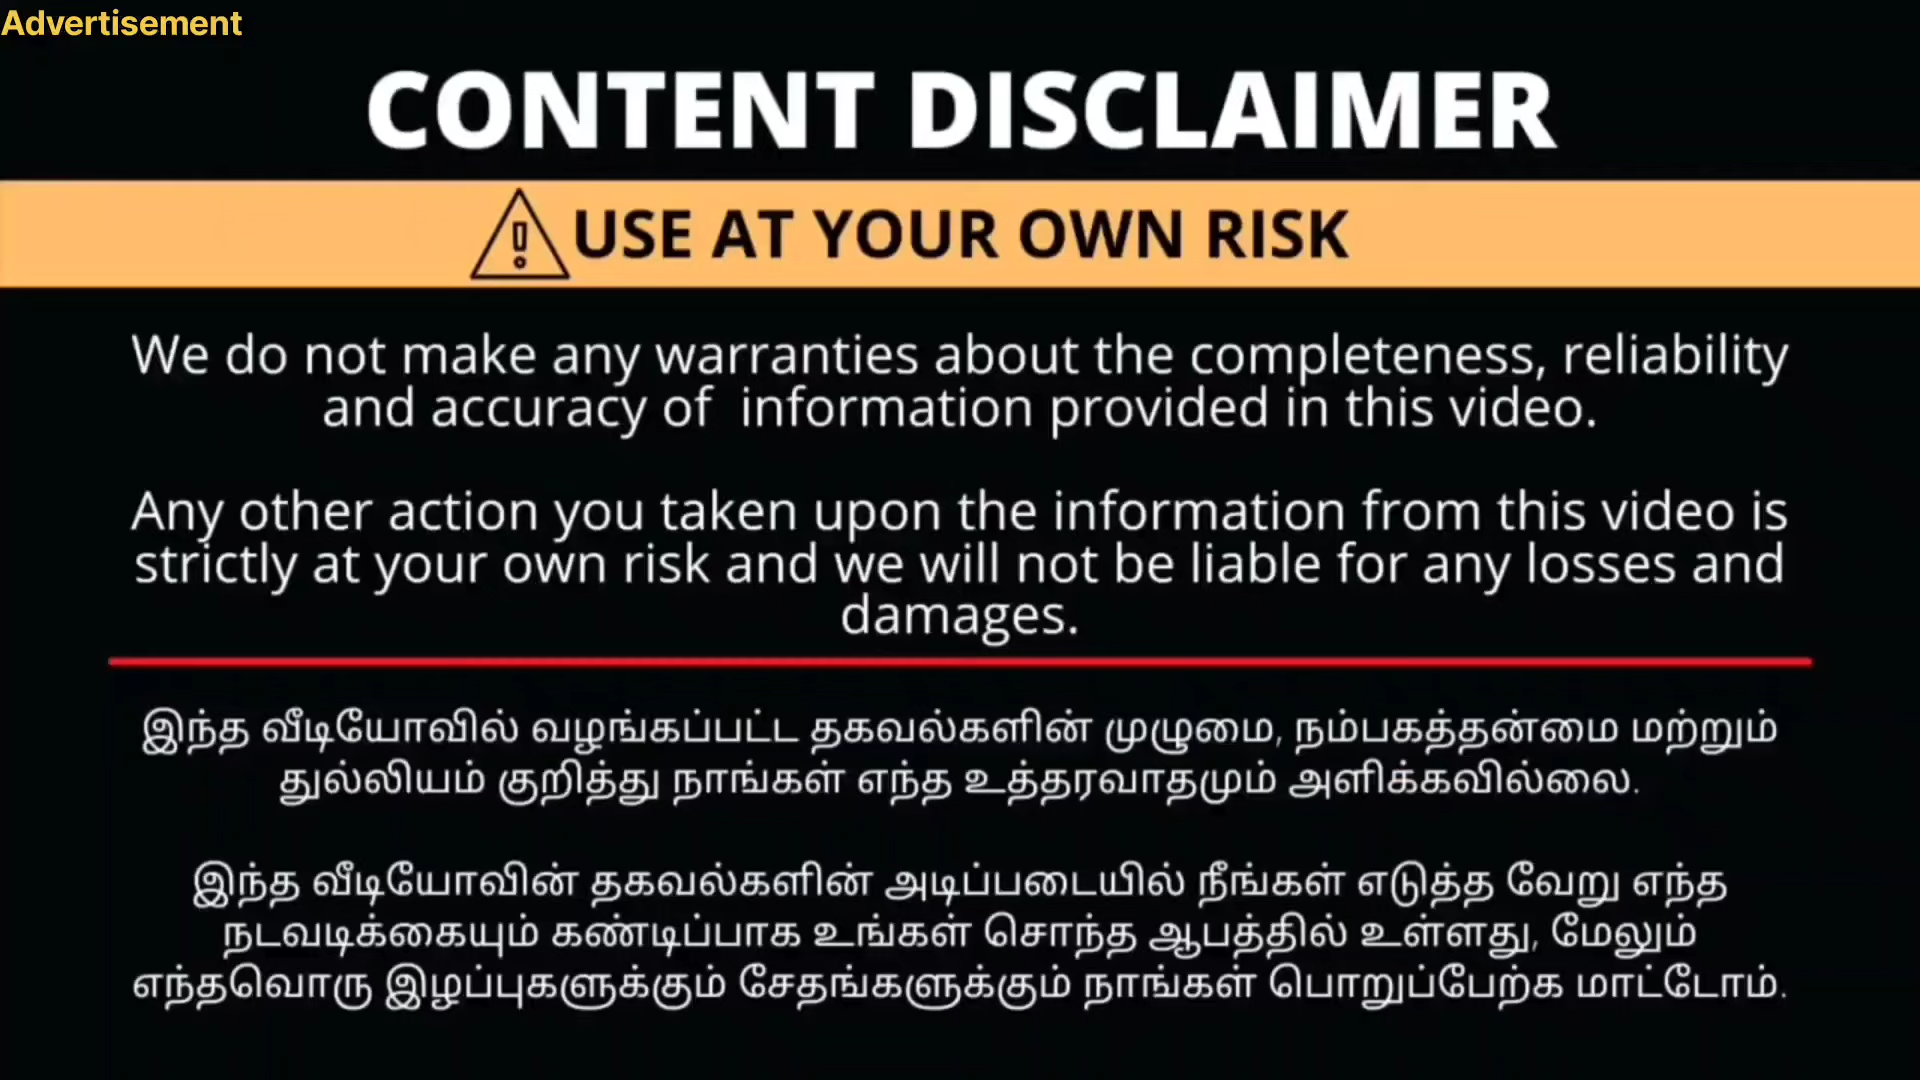 Advertisement
CONTENT DISCLAIMER
USE AT YOUR OWN RISK
We do not make any warranties about the completeness, reliability
and accuracy of information provided in this video.
Any other action you taken upon the information from this video is
strictly at your own risk and we will not be liable for any losses and
damages.
இந்த வீடியோவில் வழங்கப்பட்ட தகவல்களின் முழுமை, நம்பகத்தன்மை மற்றும்
துல்லியம் குறித்து நாங்கள் எந்த உத்தரவாதமும் அளிக்கவில்லை.
இந்த வீடியோவின் தகவல்களின் அடிப்படையில் நீங்கள் எடுத்த வேறு எந்த
நடவடிக்கையும் கண்டிப்பாக உங்கள் சொந்த ஆபத்தில் உள்ளது, மேலும்
எந்தவொரு இழப்புகளுக்கும் சேதங்களுக்கும் நாங்கள் பொறுப்பேற்க மாட்டோம்.